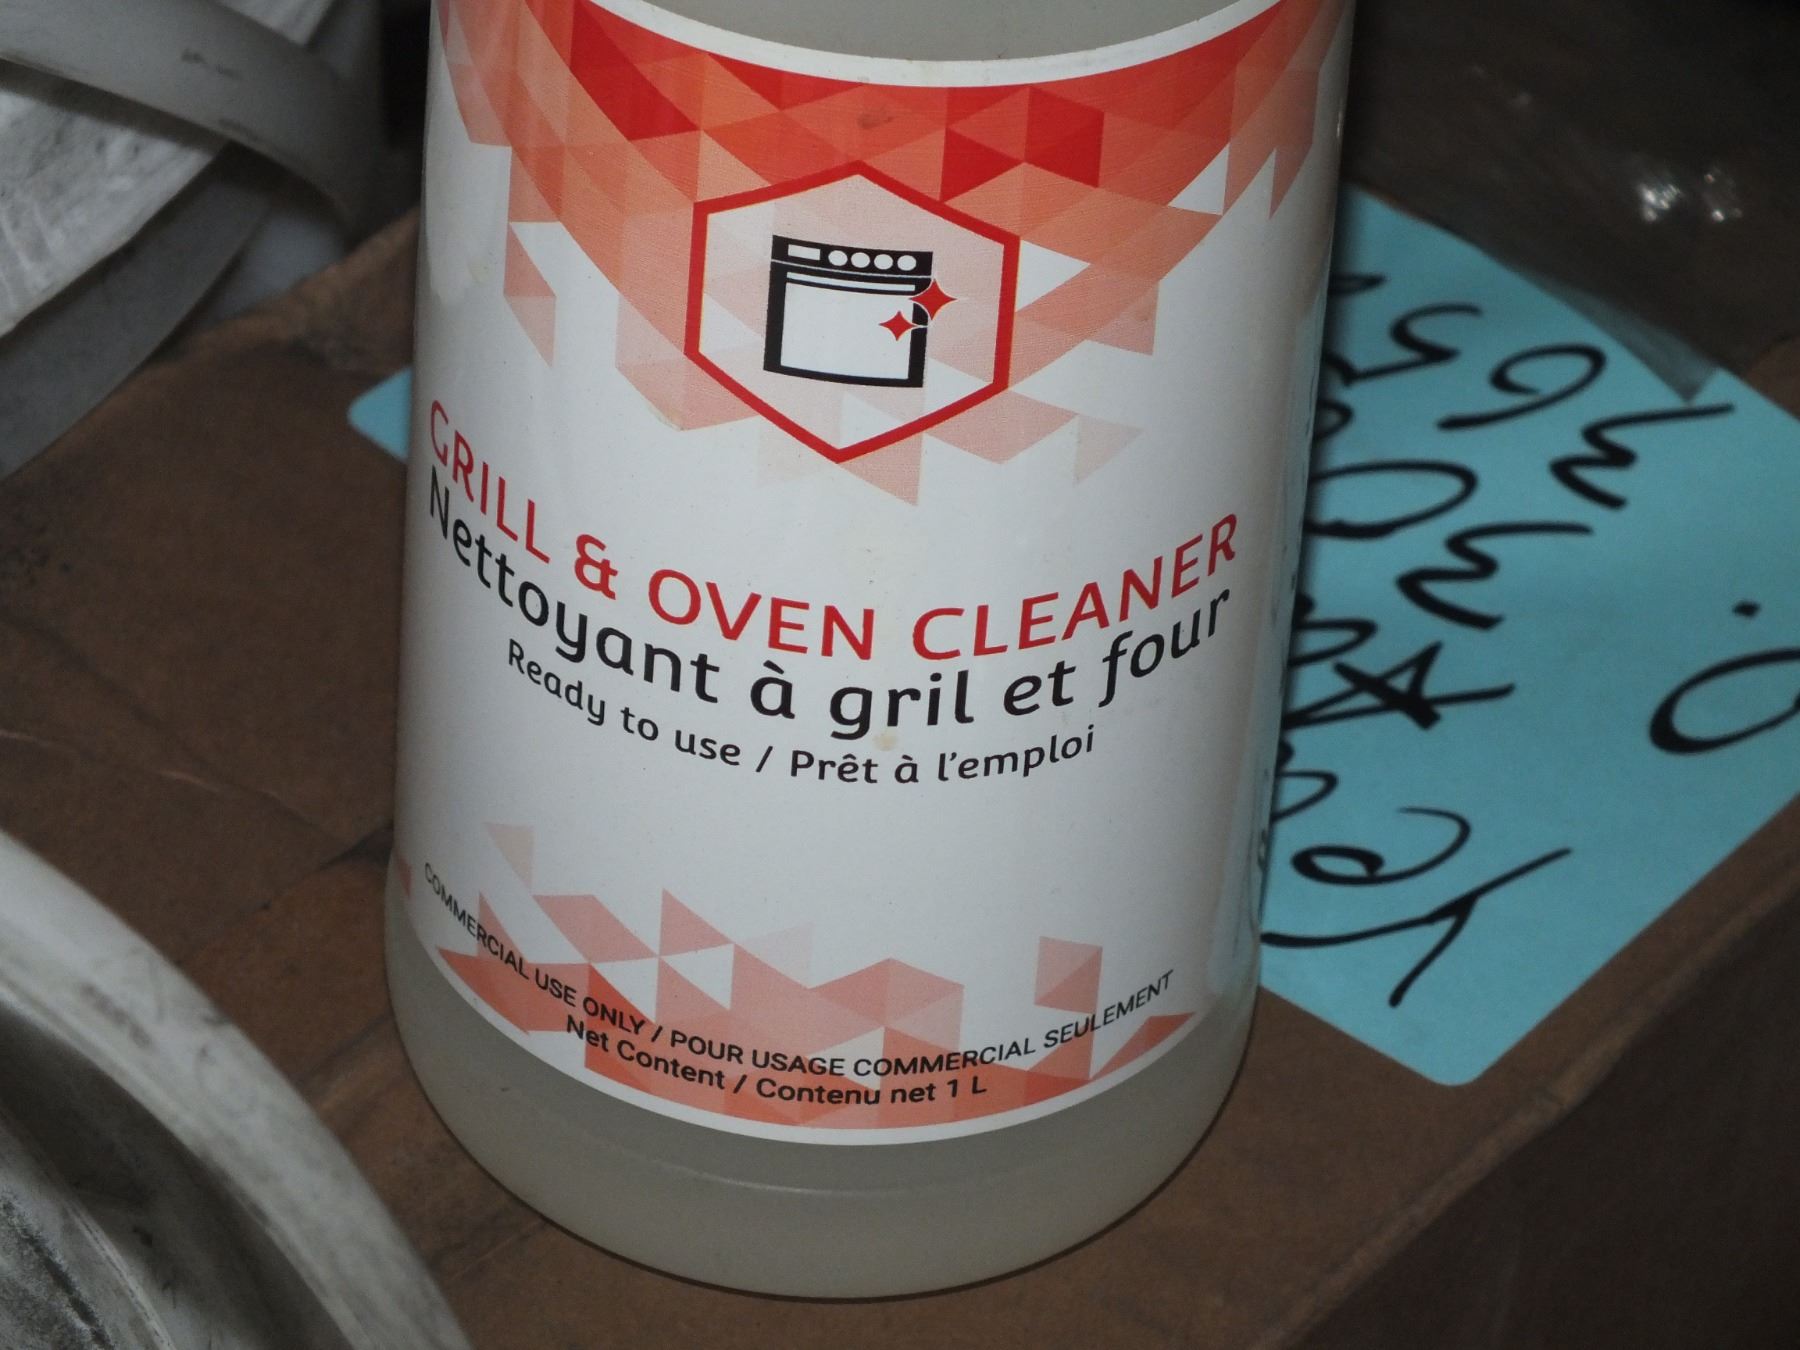 GRILL & OVEN CLEANER
Nettoyant à gril et four
Ready to use / Prêt à l'emploi
COMMERCIAL USE ONLY / POUR USAGE COMMERCIAL SEULEMENT
Net Content / Contenu net 1 L